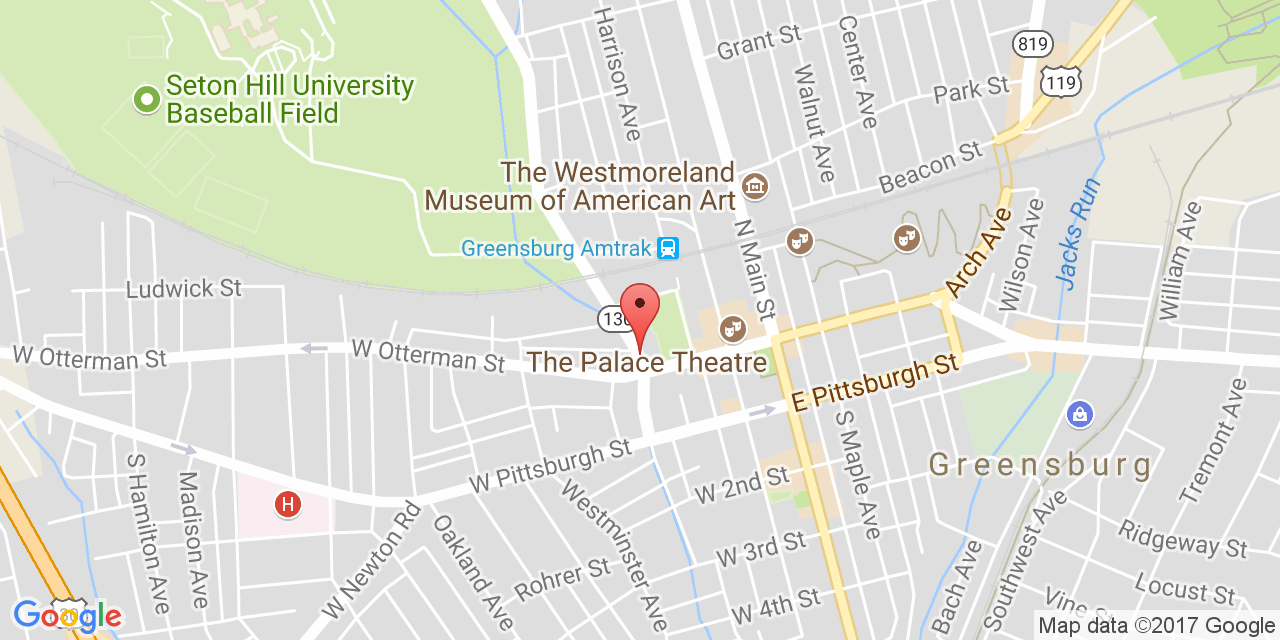 Harrison Ave
Grant St
Center Ave
819
119
Seton Hill University
Baseball Field
Walnut Ave
Park St
Beacon St
The Westmoreland
Museum of American Art
Greensburg Amtrak
N Main St
Arch Ave
Wilson Ave
Jacks Run
William Ave
Ludwick St
130
W Otterman St
W Otterman St
The Palace Theatre
E Pittsburgh St
S Maple Ave
Greensburg
Tremont Ave
W Pittsburgh St
S Hamilton Ave
Madison Ave
H
W Newton Rd
Oakland Ave
Westminster Ave
W 2nd St
W 3rd St
W 4th St
Rohrer St
Bach Ave
Southwest Ave
Ridgeway St
Locust St
Vine St
Google
30
Map data ©2017 Google